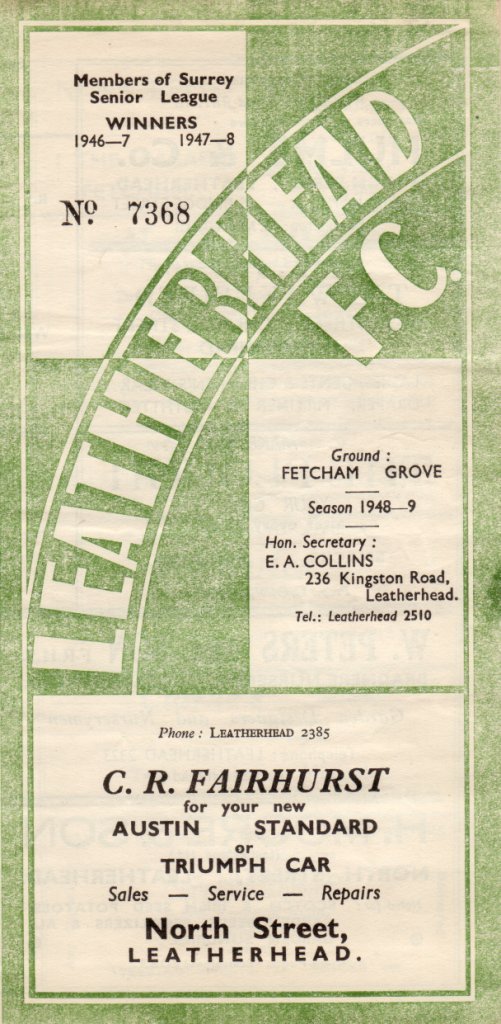 Members of Surrey
Senior League
WINNERS
1946—7 1947—8
Nº 7368
LEATHERHEAD
F.C.
Ground :
FETCHAM GROVE
Season 1948—9
Hon. Secretary :
E. A. COLLINS
236 Kingston Road,
Leatherhead.
Tel.: Leatherhead 2510
Phone : LEATHERHEAD 2385
C. R. FAIRHURST
for your new
AUSTIN STANDARD
or
TRIUMPH CAR
Sales — Service — Repairs
North Street,
LEATHERHEAD.